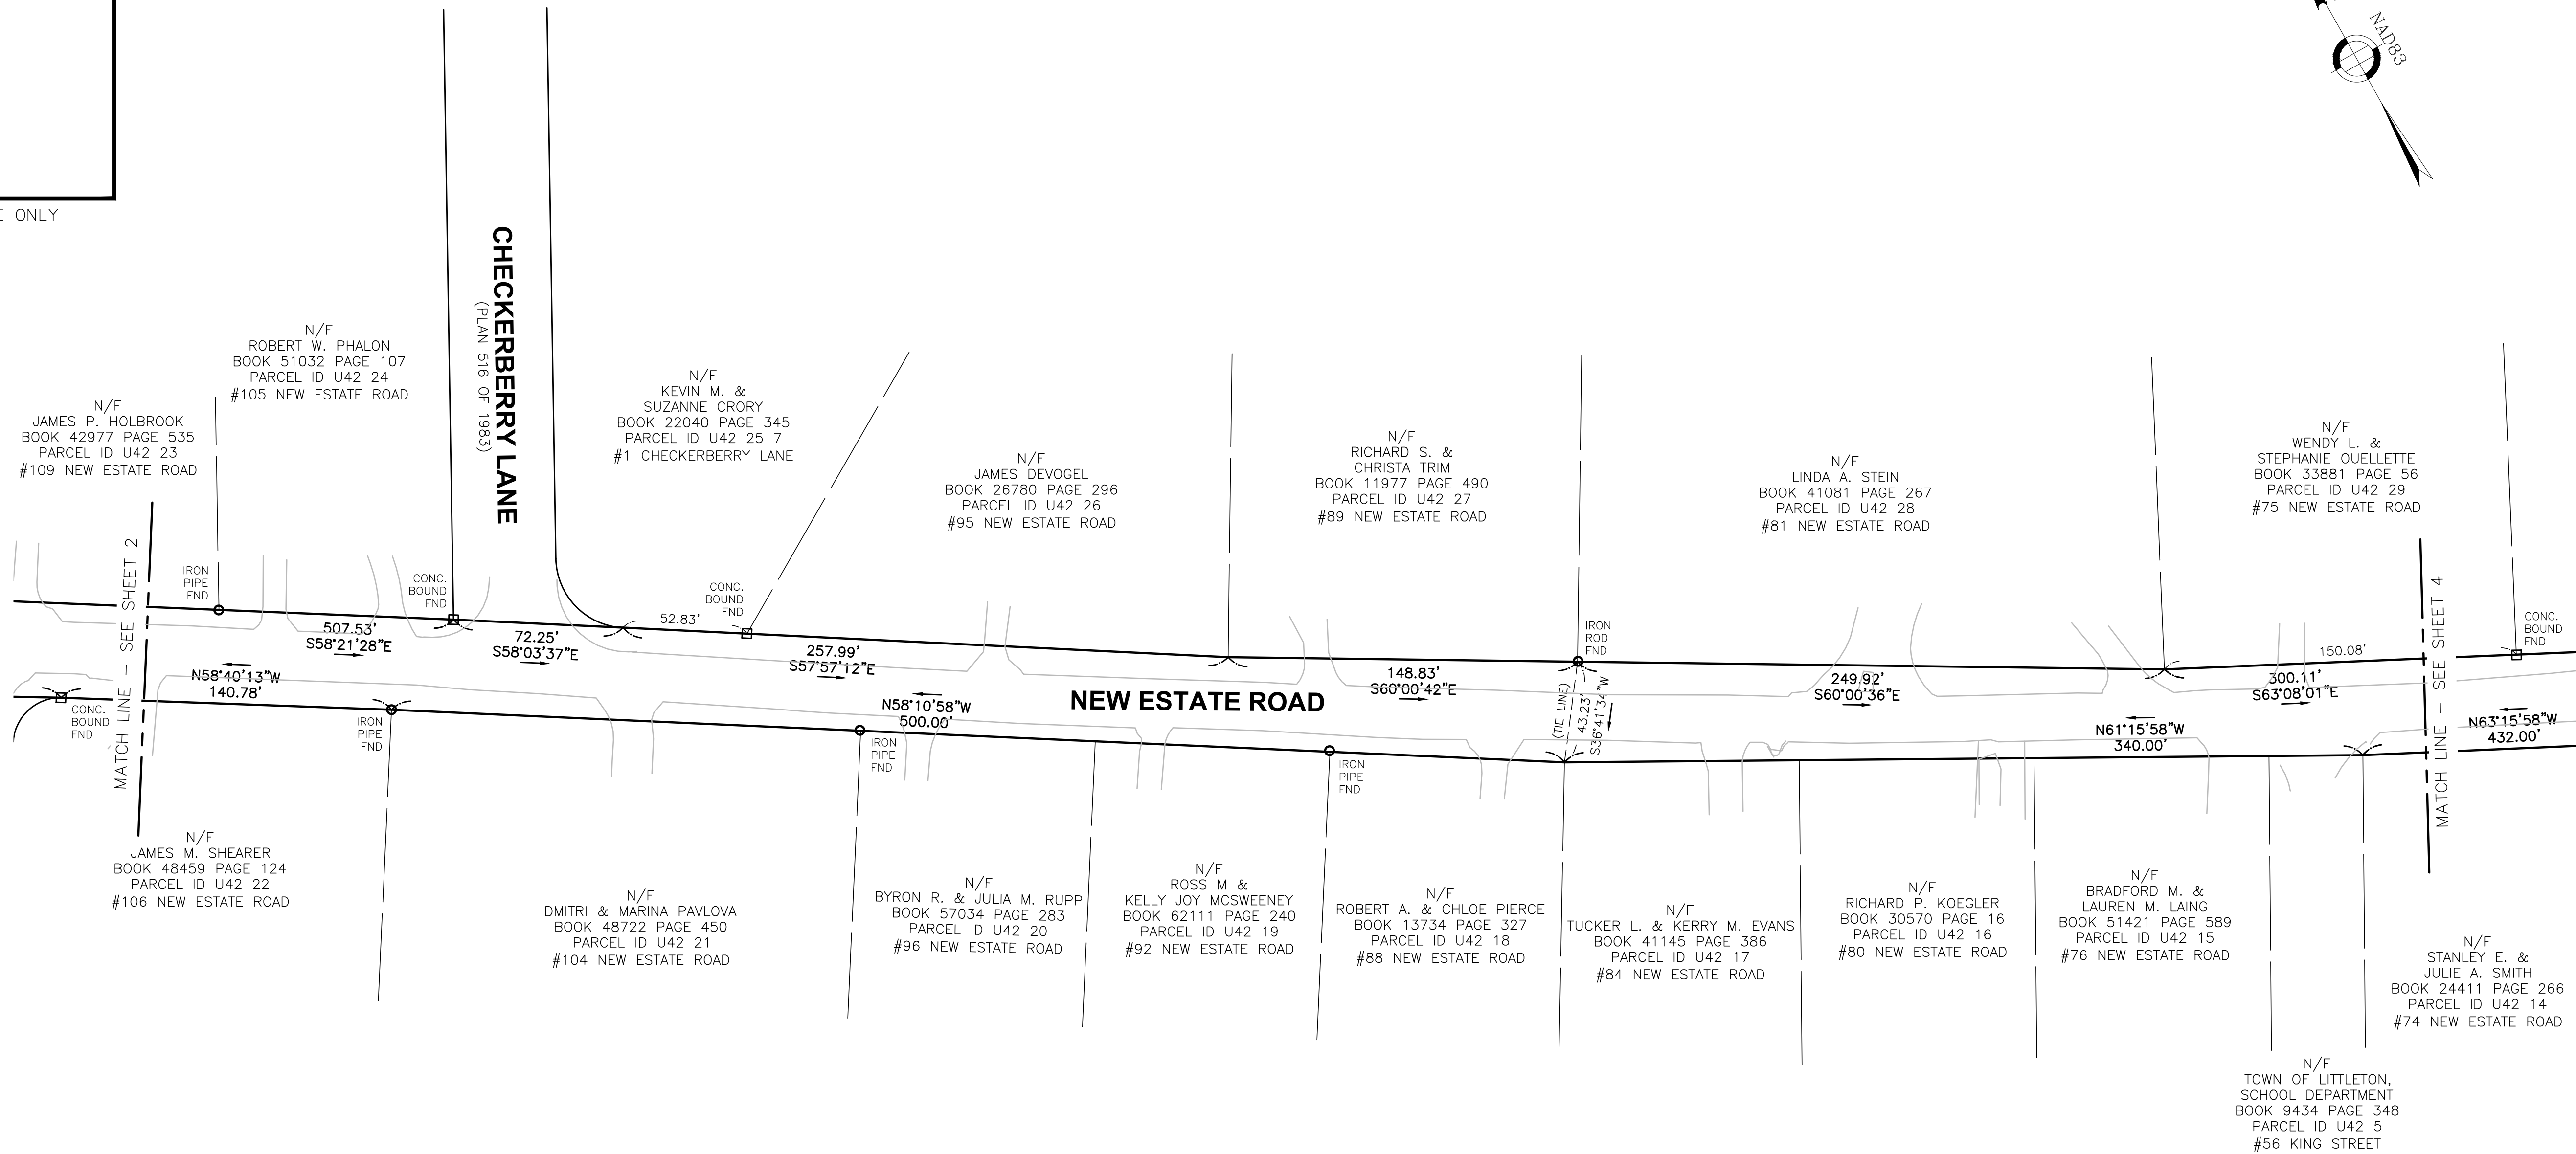 NAD83
E ONLY
CHECKERBERRY LANE
(PLAN 516 OF 1983)
N/F
JAMES P. HOLBROOK
BOOK 42977 PAGE 535
PARCEL ID U42 23
#109 NEW ESTATE ROAD
N/F
ROBERT W. PHALON
BOOK 51032 PAGE 107
PARCEL ID U42 24
#105 NEW ESTATE ROAD
N/F
KEVIN M. &
SUZANNE CRORY
BOOK 22040 PAGE 345
PARCEL ID U42 25 7
#1 CHECKERBERRY LANE
N/F
JAMES DEVOGEL
BOOK 26780 PAGE 296
PARCEL ID U42 26
#95 NEW ESTATE ROAD
N/F
RICHARD S. &
CHRISTA TRIM
BOOK 11977 PAGE 490
PARCEL ID U42 27
#89 NEW ESTATE ROAD
N/F
LINDA A. STEIN
BOOK 41081 PAGE 267
PARCEL ID U42 28
#81 NEW ESTATE ROAD
N/F
WENDY L. &
STEPHANIE OUELLETTE
BOOK 33881 PAGE 56
PARCEL ID U42 29
#75 NEW ESTATE ROAD
MATCH LINE - SEE SHEET 2
IRON
PIPE
FND
CONC.
BOUND
FND
CONC.
BOUND
FND
IRON
ROD
FND
CONC.
BOUND
FND
507.53'
S58°21'28"E
72.25'
S58°03'37"E
52.83'
257.99'
S57°57'12"E
148.83'
S60°00'42"E
249.92'
S60°00'36"E
150.08'
300.11'
S63°08'01"E
MATCH LINE - SEE SHEET 4
N58°40'13"W
140.78'
CONC.
BOUND
FND
IRON
PIPE
FND
N58°10'58"W
500.00'
IRON
PIPE
FND
NEW ESTATE ROAD
IRON
PIPE
FND
(TIE LINE)
43.23'
S36°41'34"W
N61°15'58"W
340.00'
N63°15'58"W
432.00'
N/F
JAMES M. SHEARER
BOOK 48459 PAGE 124
PARCEL ID U42 22
#106 NEW ESTATE ROAD
N/F
DMITRI & MARINA PAVLOVA
BOOK 48722 PAGE 450
PARCEL ID U42 21
#104 NEW ESTATE ROAD
N/F
BYRON R. & JULIA M. RUPP
BOOK 57034 PAGE 283
PARCEL ID U42 20
#96 NEW ESTATE ROAD
N/F
ROSS M &
KELLY JOY MCSWEENEY
BOOK 62111 PAGE 240
PARCEL ID U42 19
#92 NEW ESTATE ROAD
N/F
ROBERT A. & CHLOE PIERCE
BOOK 13734 PAGE 327
PARCEL ID U42 18
#88 NEW ESTATE ROAD
N/F
TUCKER L. & KERRY M. EVANS
BOOK 41145 PAGE 386
PARCEL ID U42 17
#84 NEW ESTATE ROAD
N/F
RICHARD P. KOEGLER
BOOK 30570 PAGE 16
PARCEL ID U42 16
#80 NEW ESTATE ROAD
N/F
BRADFORD M. &
LAUREN M. LAING
BOOK 51421 PAGE 589
PARCEL ID U42 15
#76 NEW ESTATE ROAD
N/F
STANLEY E. &
JULIE A. SMITH
BOOK 24411 PAGE 266
PARCEL ID U42 14
#74 NEW ESTATE ROAD
N/F
TOWN OF LITTLETON,
SCHOOL DEPARTMENT
BOOK 9434 PAGE 348
PARCEL ID U42 5
#56 KING STREET